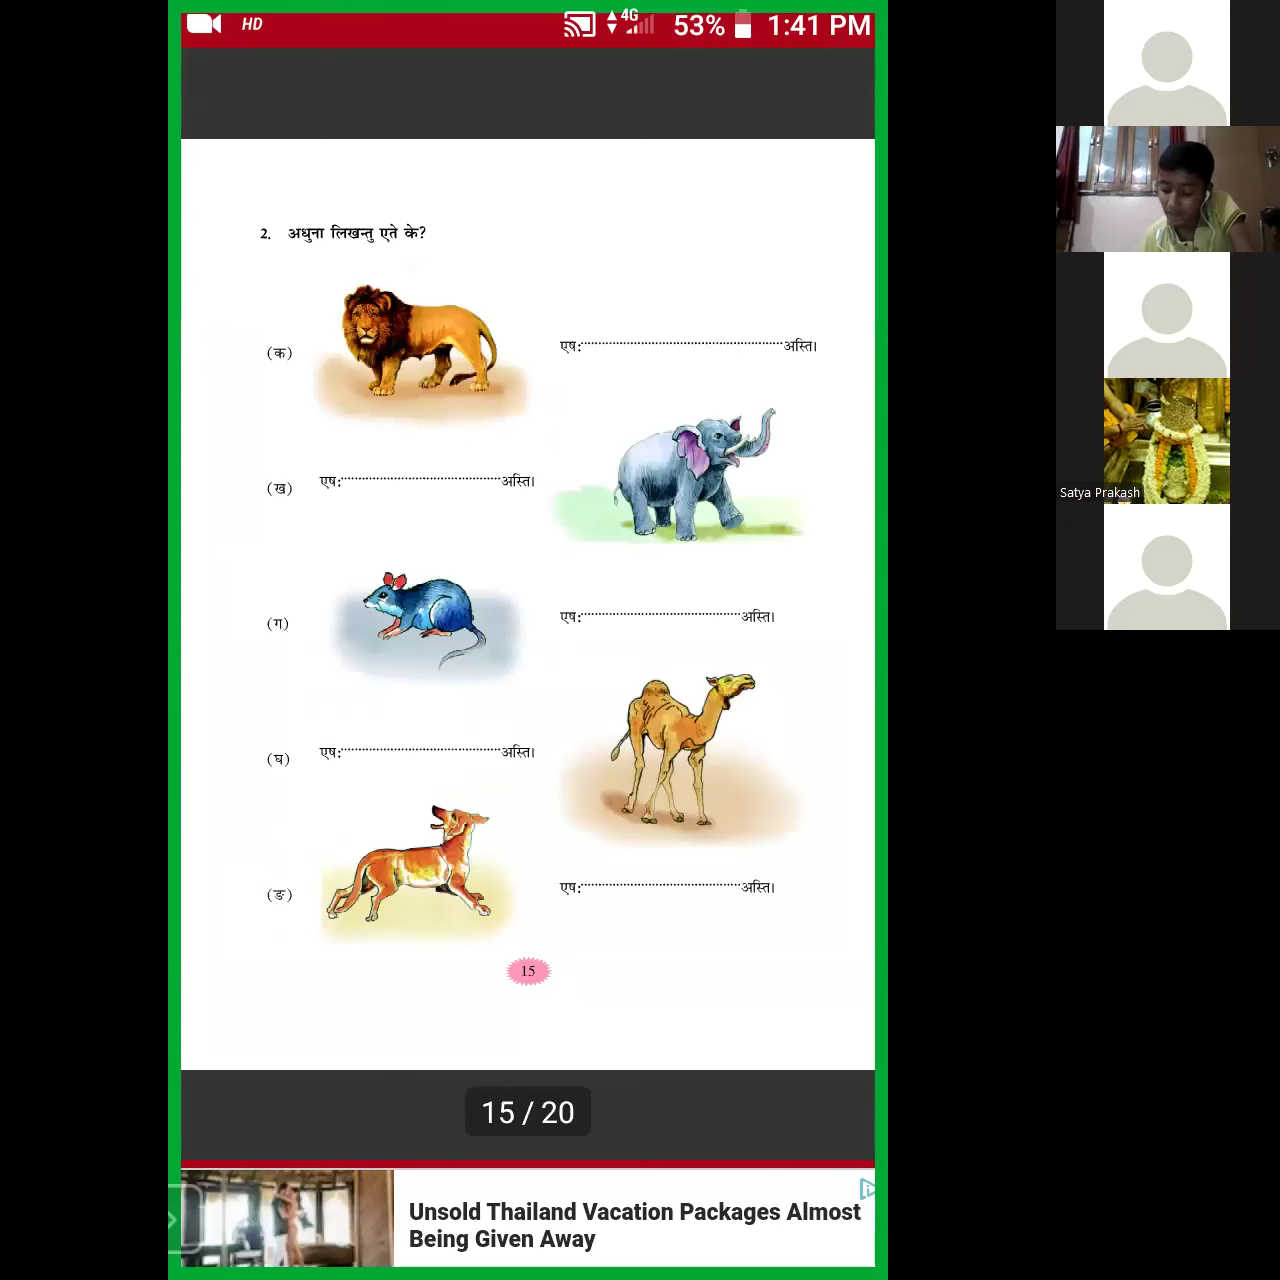 HD 4G 53% 1:41 PM
2. अधुना लिखन्तु एते के?
(क) एषः..................................................अस्ति।
(ख) एषः........................................अस्ति।
(ग) एषः........................................अस्ति।
(घ) एषः........................................अस्ति।
(ङ) एषः........................................अस्ति।
15
15 / 20
Unsold Thailand Vacation Packages Almost
Being Given Away
Satya Prakash